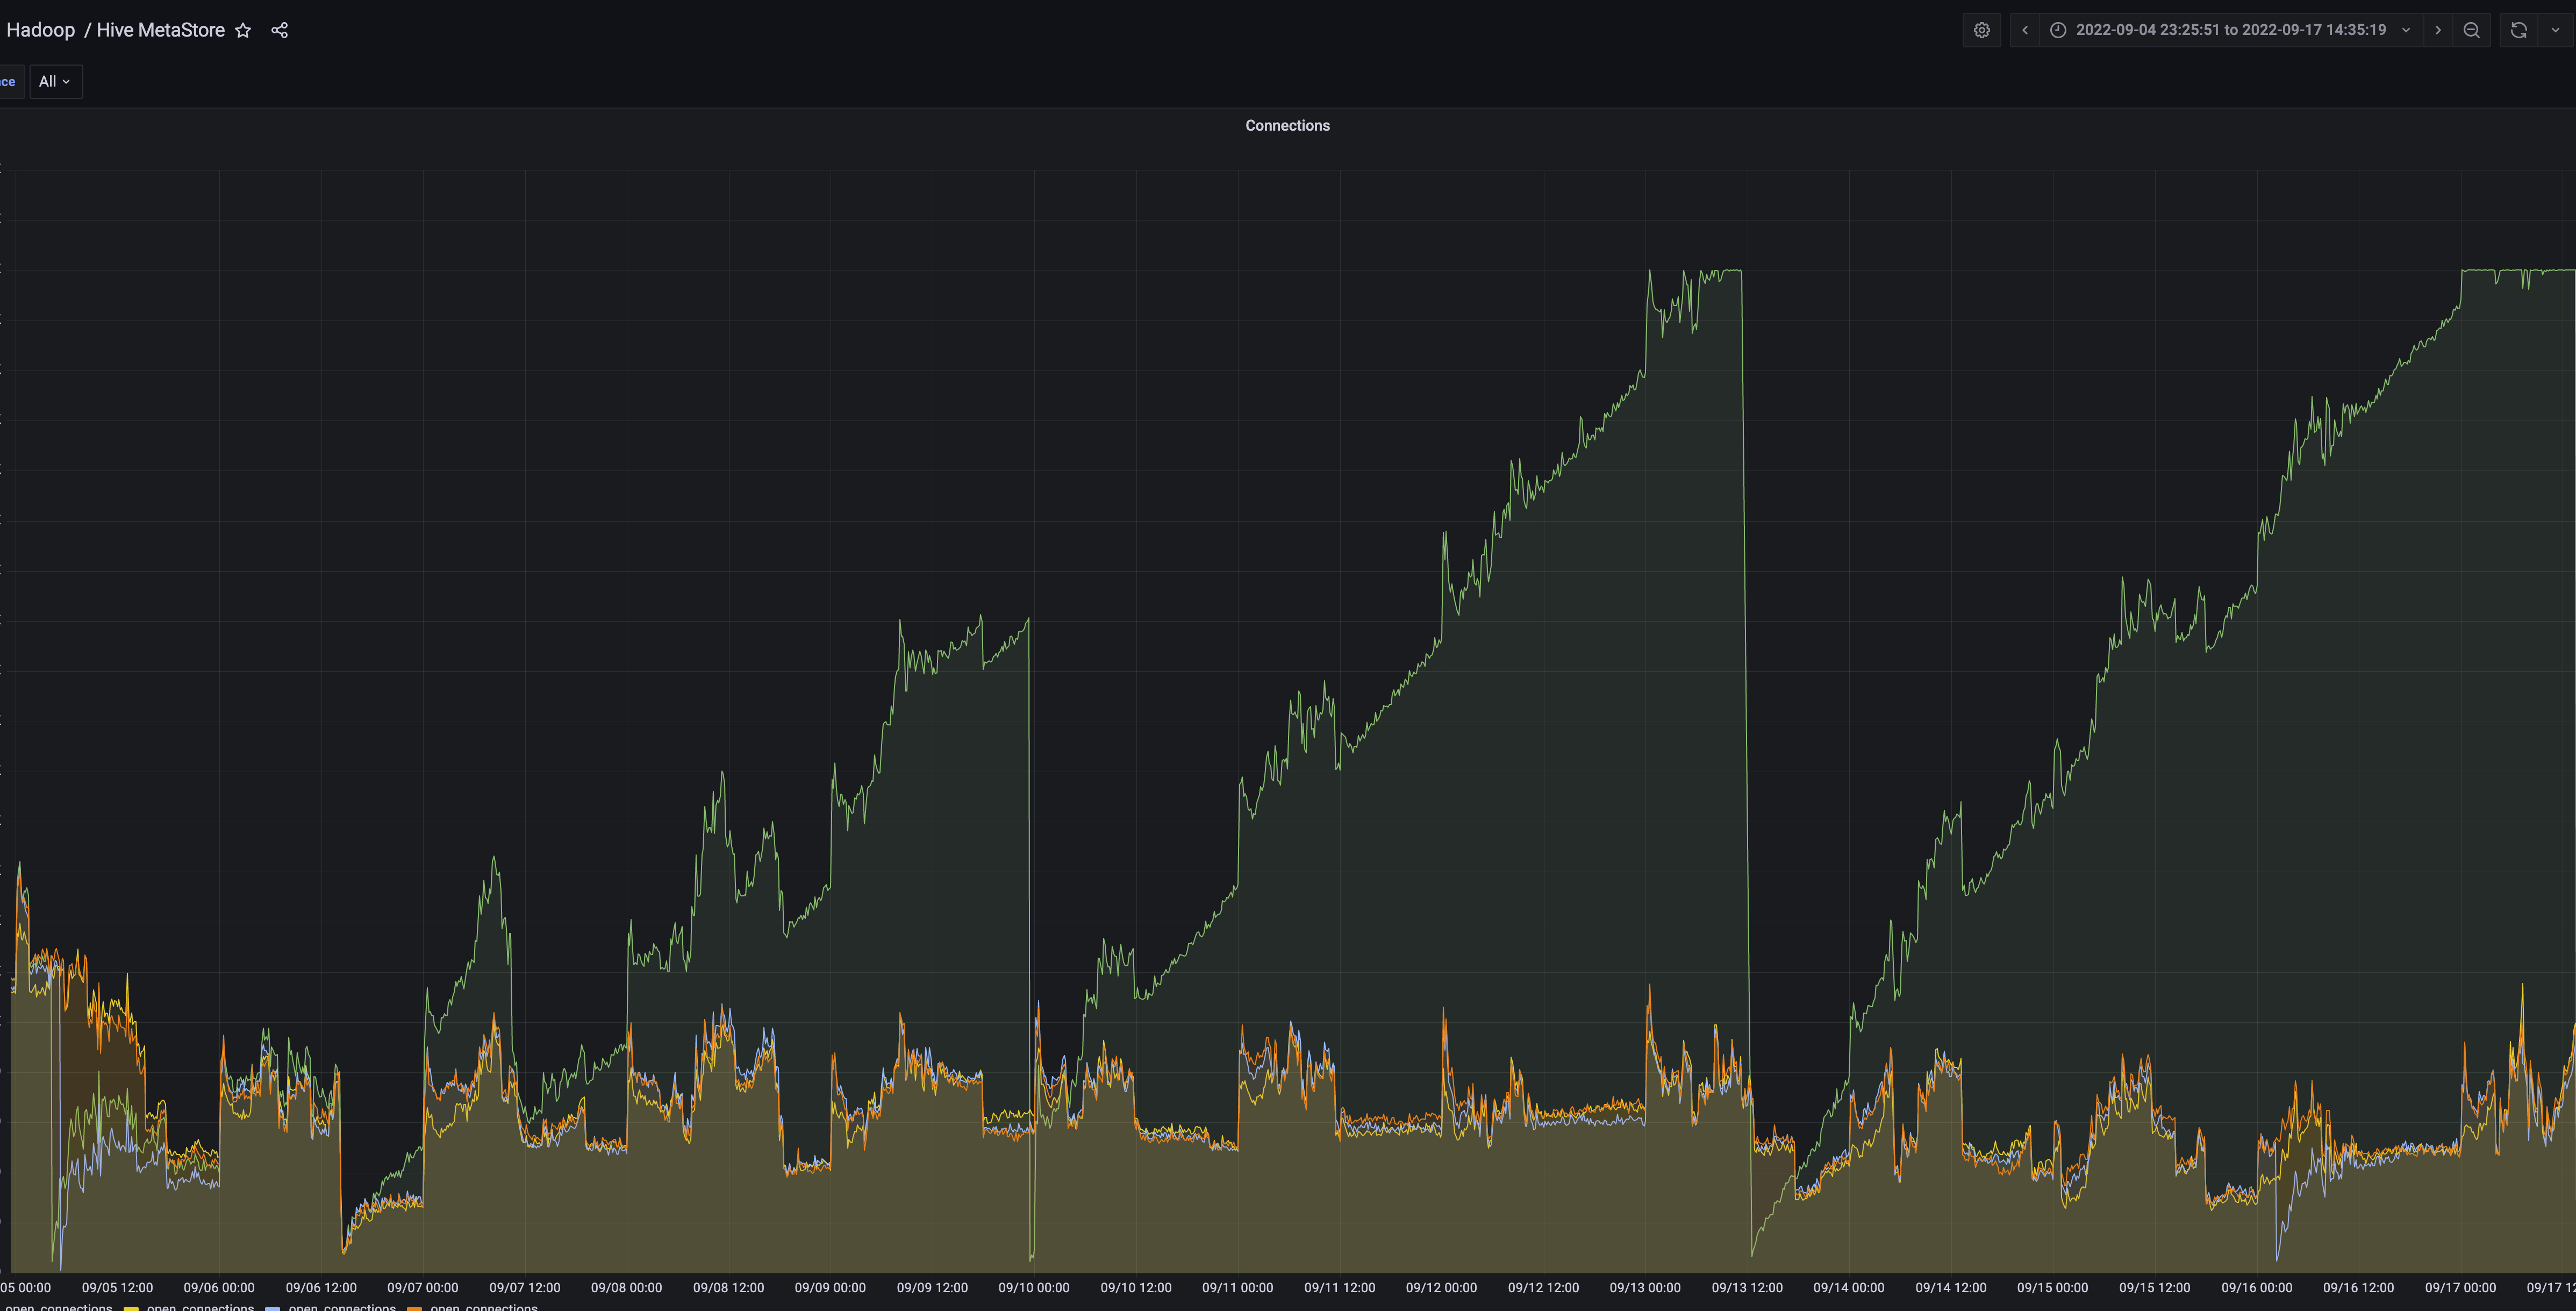 Hadoop / Hive MetaStore
2022-09-04 23:25:51 to 2022-09-17 14:35:19
All
Connections
05 00:00 09/05 12:00 09/06 00:00 09/06 12:00 09/07 00:00 09/07 12:00 09/08 00:00 09/08 12:00 09/09 00:00 09/09 12:00 09/10 00:00 09/10 12:00 09/11 00:00 09/11 12:00 09/12 00:00 09/12 12:00 09/13 00:00 09/13 12:00 09/14 00:00 09/14 12:00 09/15 00:00 09/15 12:00 09/16 00:00 09/16 12:00 09/17 00:00 09/17
open_connections open_connections open_connections open_connections